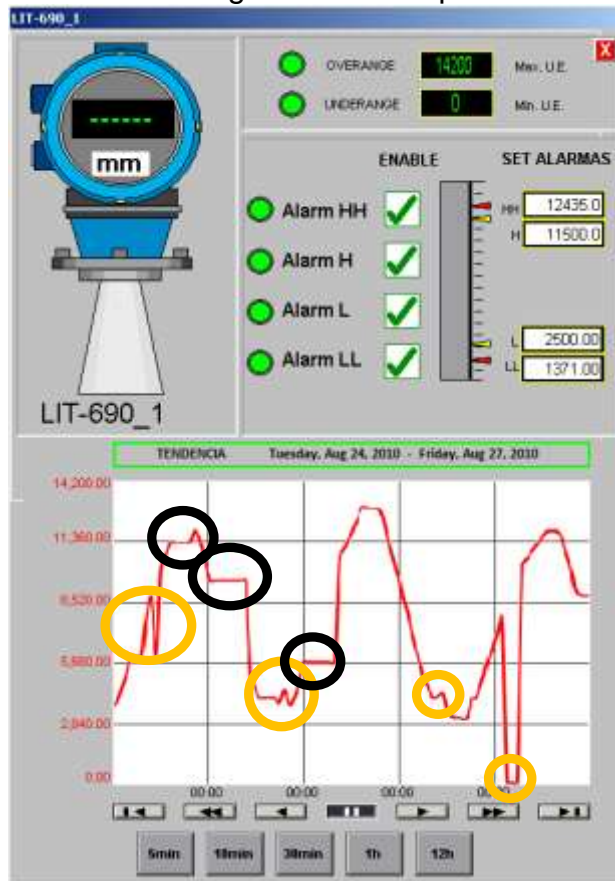 LIT-690_1
X
OVERANGE 14200 Max. U.E.
UNDERANGE 0 Min. U.E.
------
mm
ENABLE SET ALARMAS
Alarm HH HH 12435.0
Alarm H H 11500.0
Alarm L L 2500.00
Alarm LL LL 1371.00
LIT-690_1
TENDENCIA Tuesday, Aug 24, 2010 - Friday, Aug 27, 2010
14,200.00
11,360.00
8,520.00
5,680.00
2,840.00
0.00
00:00 00:00 00:00
5min 10min 30min 1h 12h